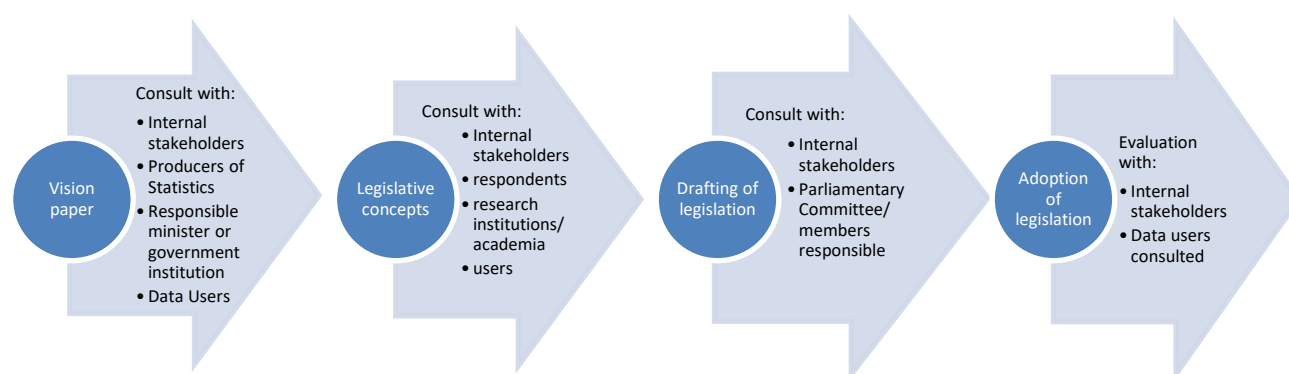 Vision
paper
Consult with:
• Internal
stakeholders
• Producers of
Statistics
• Responsible
minister or
government
institution
• Data Users
Legislative
concepts
Consult with:
• Internal
stakeholders
• respondents
• research
institutions/
academia
• users
Drafting of
legislation
Consult with:
• Internal
stakeholders
• Parliamentary
Committee/
members
responsible
Adoption
of
legislation
Evaluation
with:
• Internal
stakeholders
• Data users
consulted